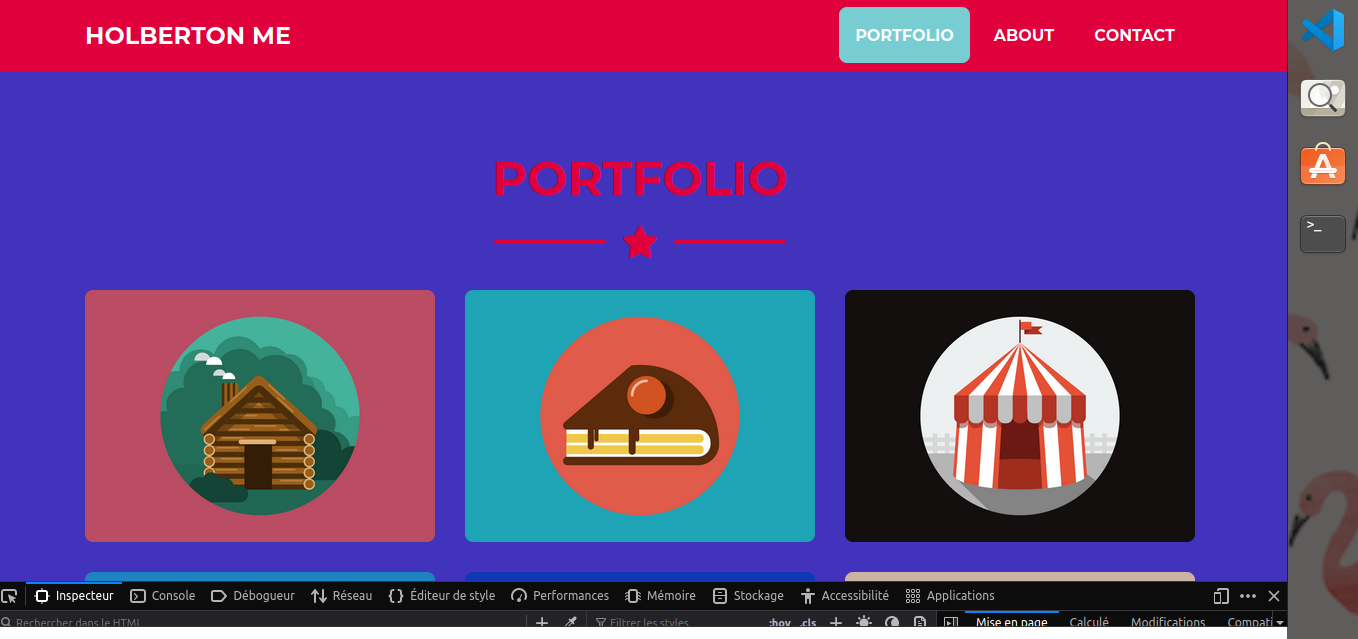 HOLBERTON ME
PORTFOLIO ABOUT CONTACT
PORTFOLIO
>_
Inspecteur Console Débogueur Réseau {} Éditeur de style Performances Mémoire Stockage Accessibilité Applications
Rechercher dans le HTML + Filtrer les styles :hov .cls + Mise en page Calculé Modifications Compati